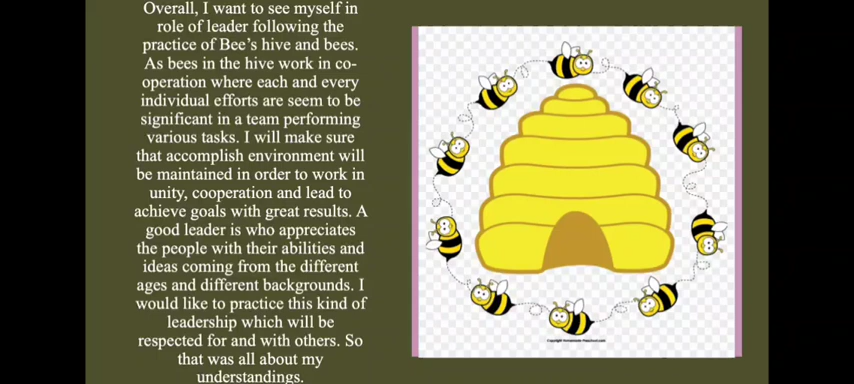 Overall, I want to see myself in
role of leader following the
practice of Bee's hive and bees.
As bees in the hive work in co-
operation where each and every
individual efforts are seem to be
significant in a team performing
various tasks. I will make sure
that accomplish environment will
be maintained in order to work in
unity, cooperation and lead to
achieve goals with great results. A
good leader is who appreciates
the people with their abilities and
ideas coming from the different
ages and different backgrounds. I
would like to practice this kind of
leadership which will be
respected for and with others. So
that was all about my
understandings.